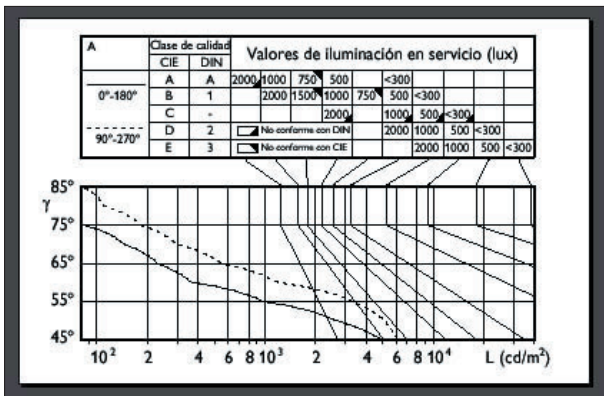 A Clase de calidad Valores de iluminación en servicio (lux)
CIE DIN
A A 2000 1000 750 500 <300
0°-180° B 1 2000 1500 1000 750 500 <300
C - 2000 1000 500 <300
90°-270° D 2 No conforme con DIN 2000 1000 500 <300
E 3 No conforme con CIE 2000 1000 500 <300
85°
γ
75°
65°
55°
45°
10² 2 4 6 8 10³ 2 4 6 8 10⁴ L (cd/m²)